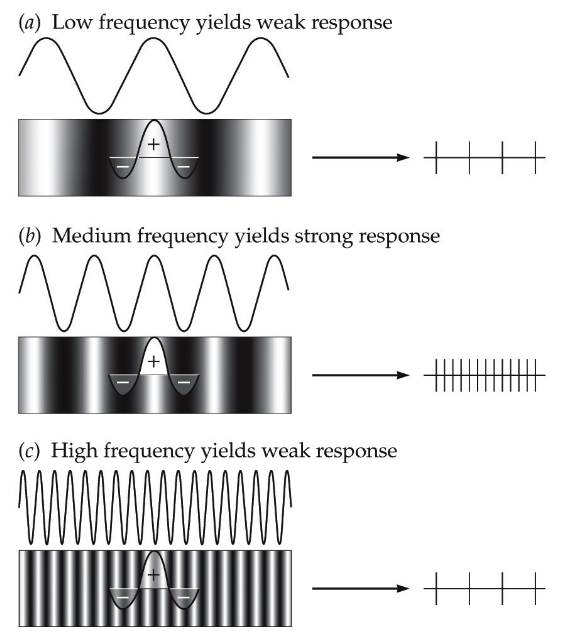 (a) Low frequency yields weak response
+
− −
(b) Medium frequency yields strong response
+
− −
(c) High frequency yields weak response
+
− −